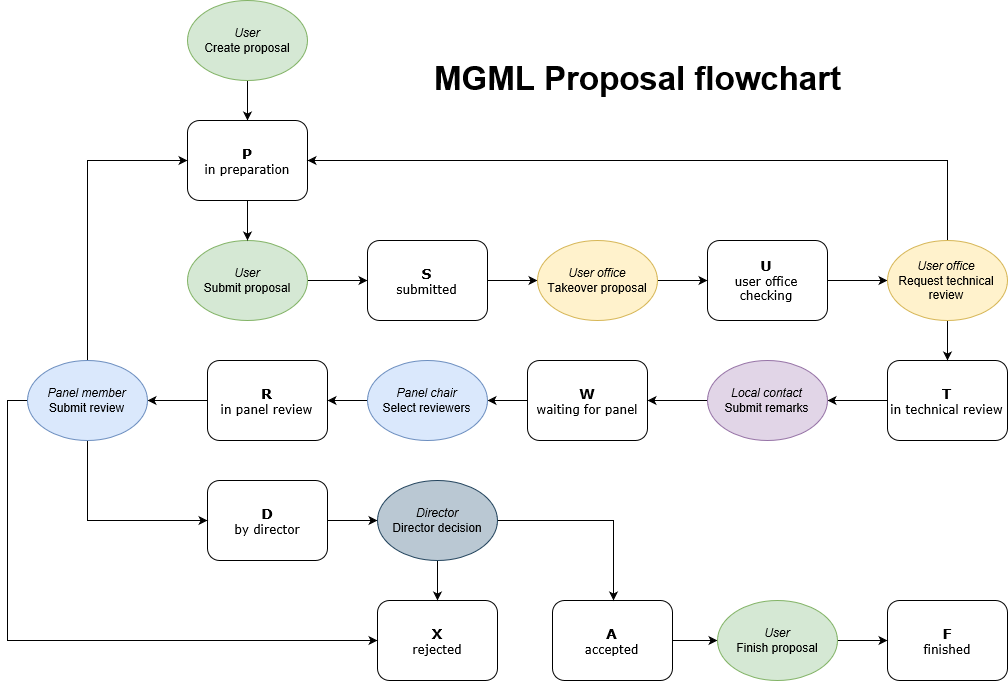 User
Create proposal
MGML Proposal flowchart
P
in preparation
User
Submit proposal
S
submitted
User office
Takeover proposal
U
user office
checking
User office
Request technical
review
Panel member
Submit review
R
in panel review
Panel chair
Select reviewers
W
waiting for panel
Local contact
Submit remarks
T
in technical review
D
by director
Director
Director decision
X
rejected
A
accepted
User
Finish proposal
F
finished